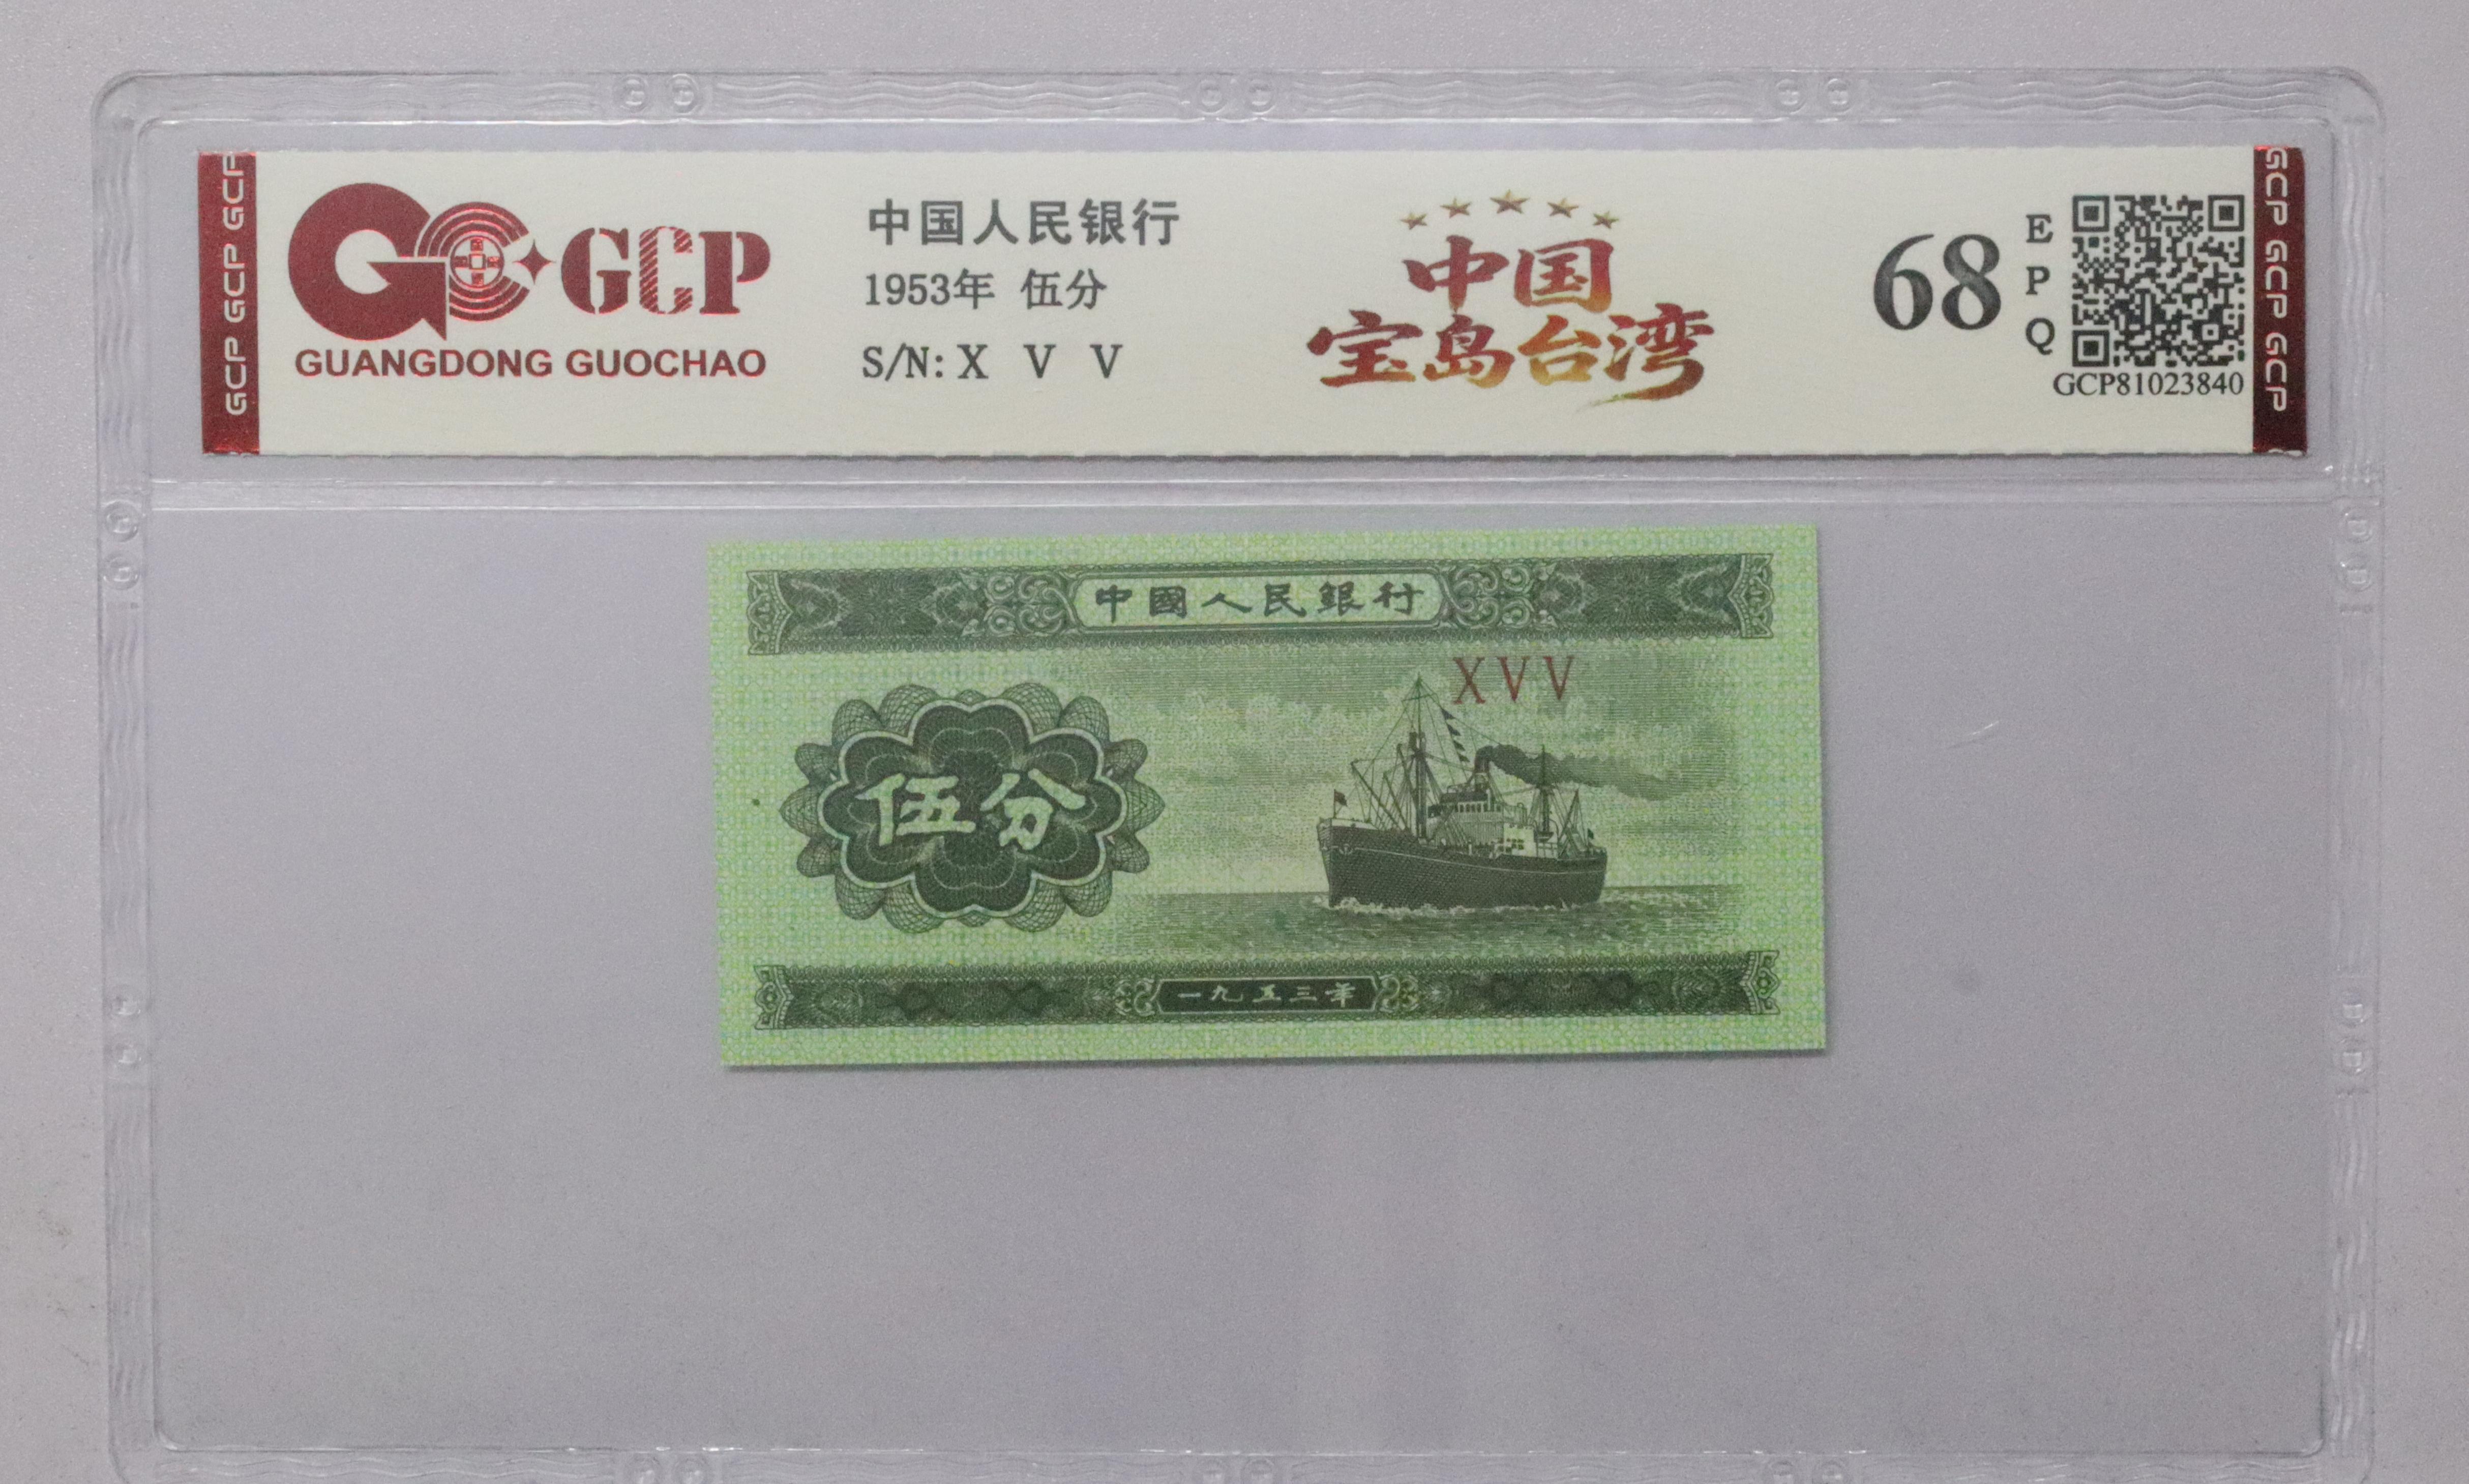 GCP GCP GCP
GCP
GUANGDONG GUOCHAO
中国人民银行
1953年 伍分
S/N: X V V
中国
宝岛台湾
68
E
P
Q
GCP81023840
GCP GCP GCP
中國人民銀行
XVV
伍分
一九五三年